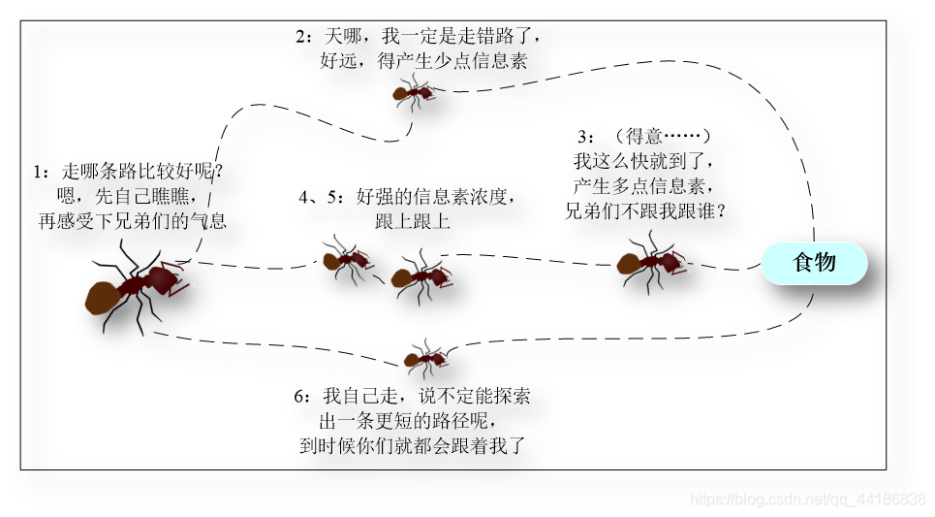 2：天哪，我一定是走错路了，
好远，得产生少点信息素
3：（得意……）
我这么快就到了，
产生多点信息素，
兄弟们不跟我跟谁？
1：走哪条路比较好呢？
嗯，先自己瞧瞧，
再感受下兄弟们的气息
4、5：好强的信息素浓度，
跟上跟上
食物
6：我自己走，说不定能探索
出一条更短的路径呢，
到时候你们就都会跟着我了
https://blog.csdn.net/qq_44186838